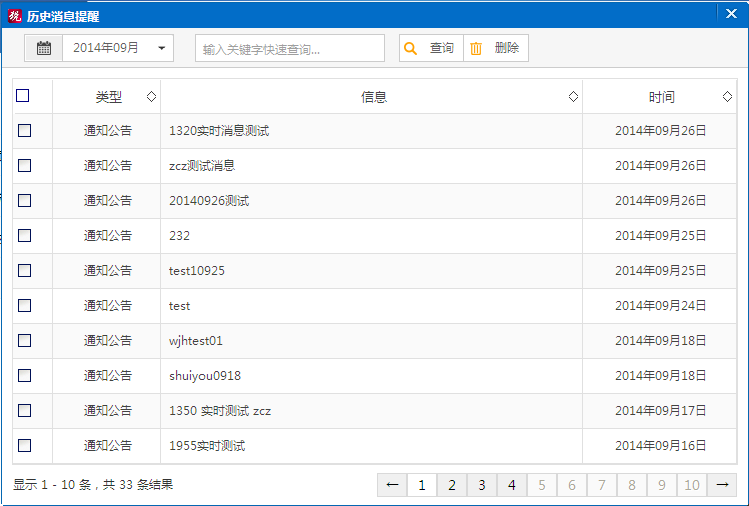 历史消息提醒
2014年09月 输入关键字快速查询... 查询 删除
类型 信息 时间
通知公告 1320实时消息测试 2014年09月26日
通知公告 zcz测试消息 2014年09月26日
通知公告 20140926测试 2014年09月26日
通知公告 232 2014年09月25日
通知公告 test10925 2014年09月25日
通知公告 test 2014年09月24日
通知公告 wjhtest01 2014年09月18日
通知公告 shuiyou0918 2014年09月18日
通知公告 1350 实时测试 zcz 2014年09月17日
通知公告 1955实时测试 2014年09月16日
显示 1 - 10 条，共 33 条结果 ← 1 2 3 4 5 6 7 8 9 10 →